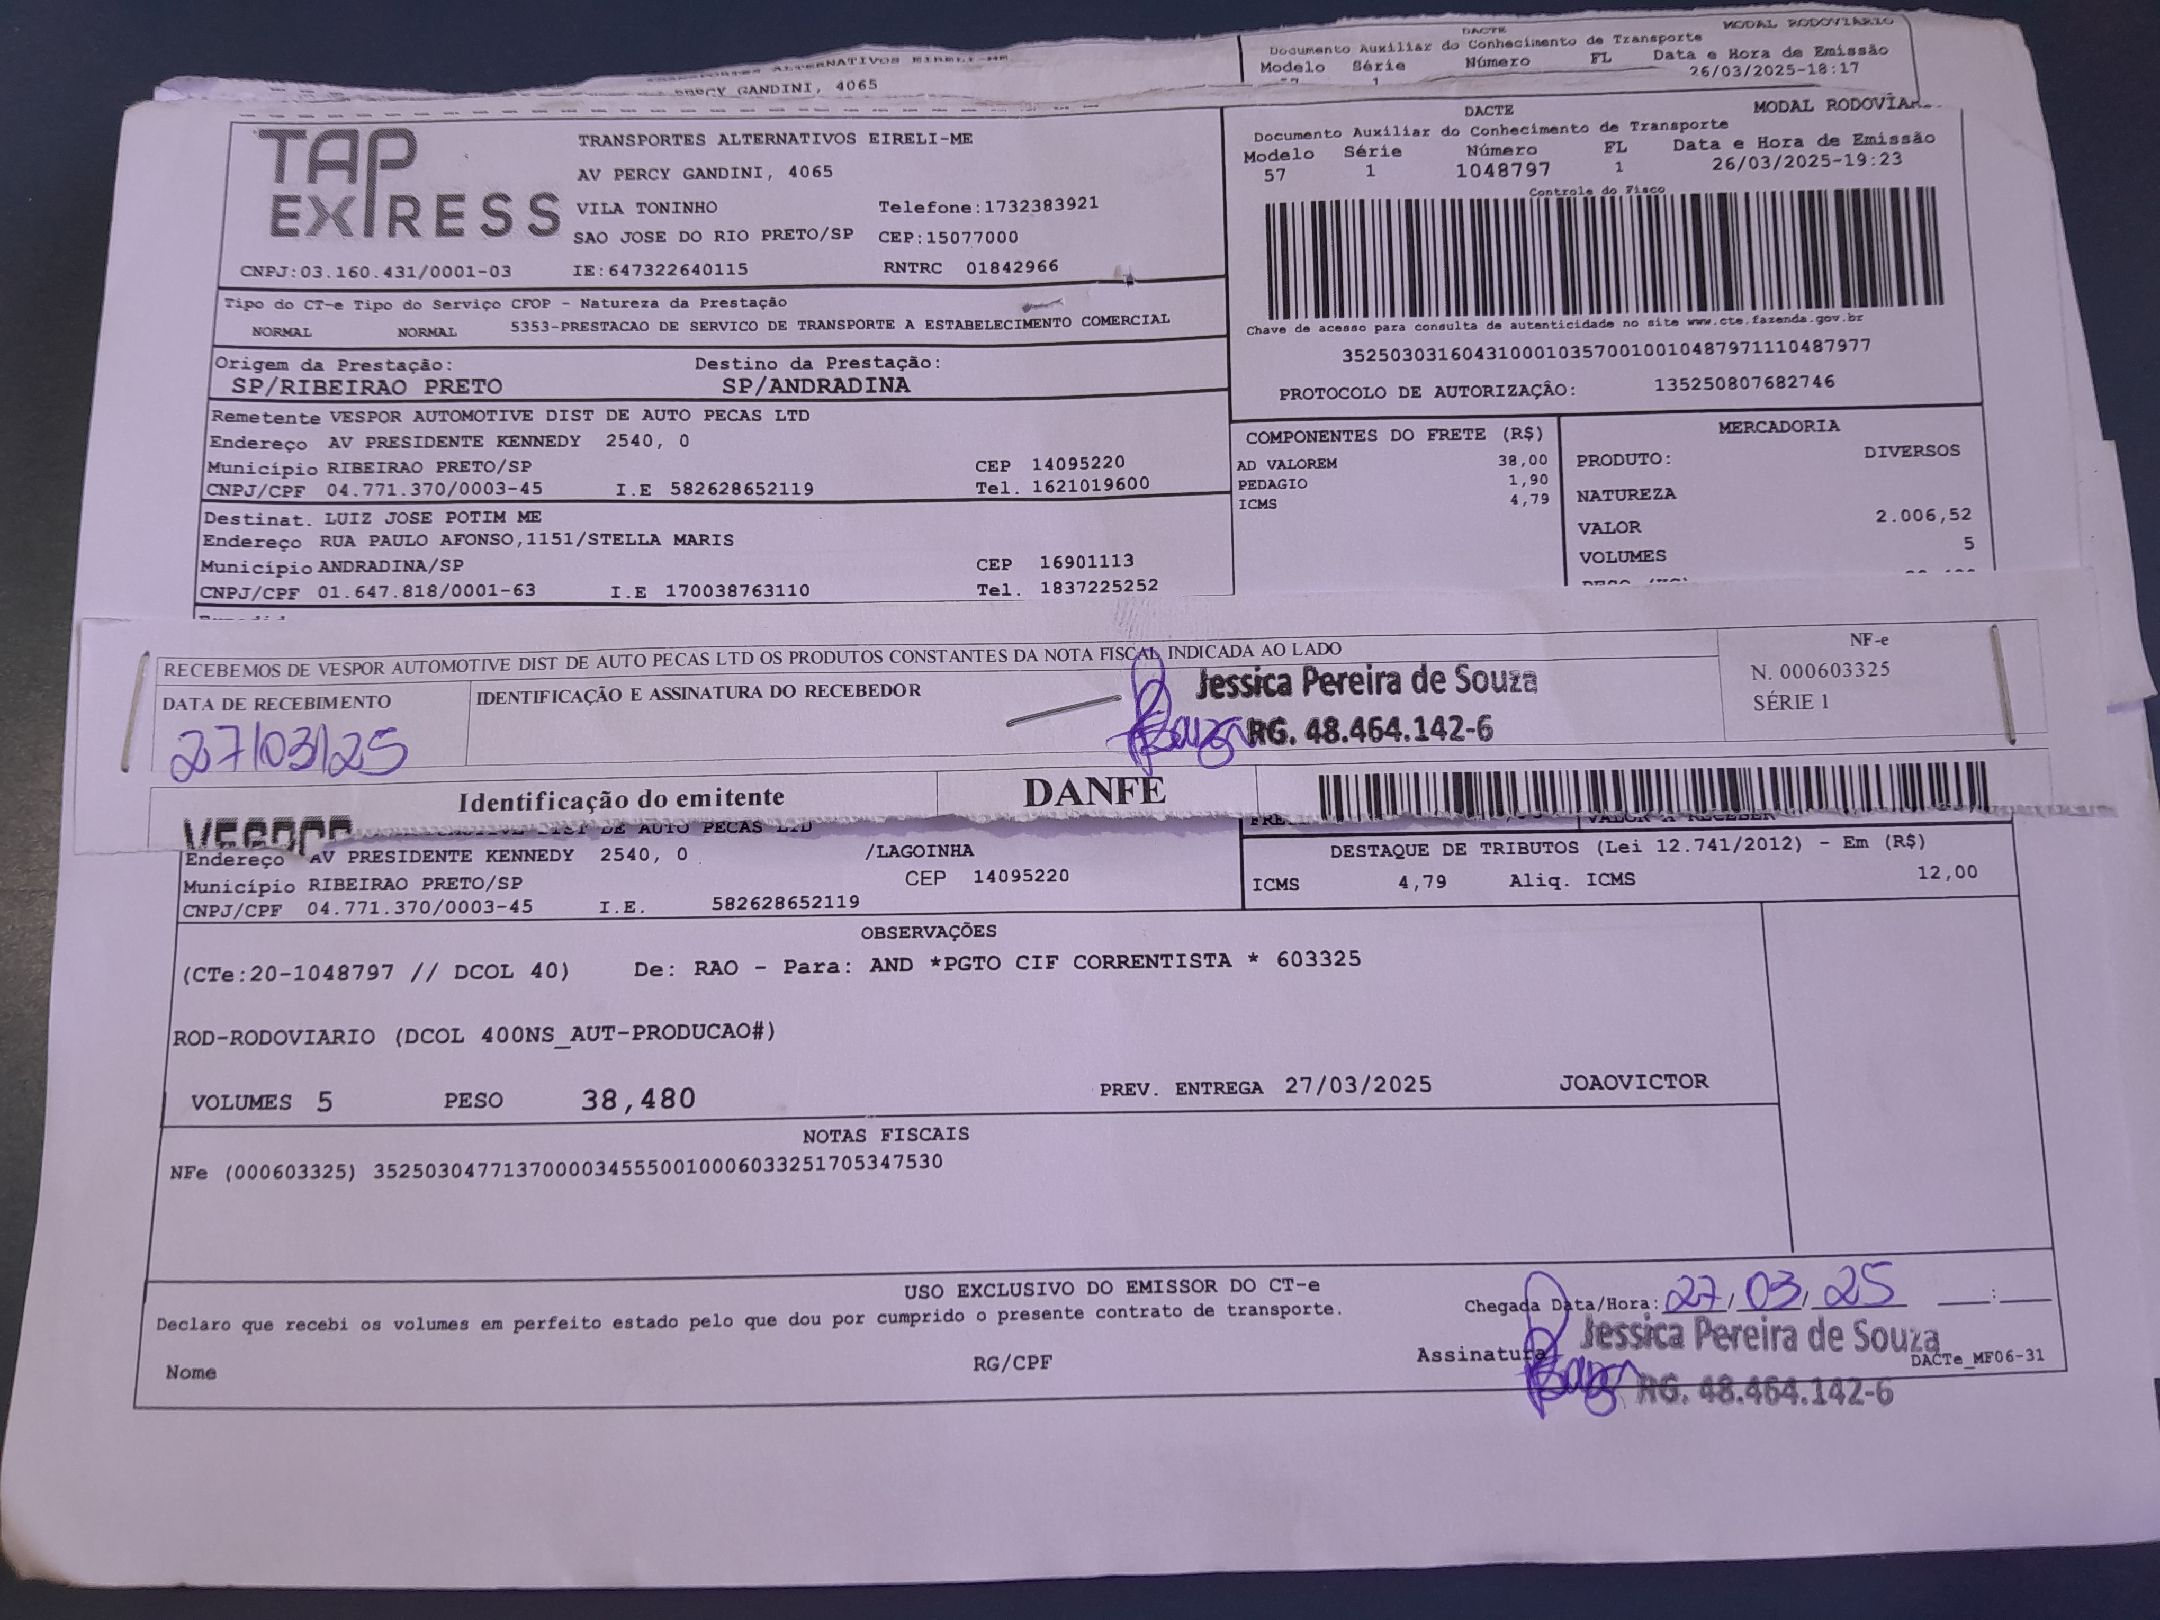 DACTE MODAL RODOVIARIO
Documento Auxiliar do Conhecimento de Transporte
Modelo Série Número FL Data e Hora de Emissão
1 26/03/2025-18:17
PERCY GANDINI, 4065
TAP EXPRESS
TRANSPORTES ALTERNATIVOS EIRELI-ME
AV PERCY GANDINI, 4065
VILA TONINHO Telefone:1732383921
SAO JOSE DO RIO PRETO/SP CEP:15077000
CNPJ:03.160.431/0001-03 IE:647322640115 RNTRC 01842966
DACTE MODAL
Documento Auxiliar do Conhecimento de Transporte
Modelo Série Número FL Data e Hora de Emissão
57 1 1048797 1 26/03/2025-19:23
Controle do Fisco
Chave de acesso para consulta de autenticidade no site www.cte.fazenda.gov.br
35250303160431000103570010010487971110487977
PROTOCOLO DE AUTORIZAÇÃO: 135250807682746
Tipo do CT-e Tipo do Serviço CFOP - Natureza da Prestação
NORMAL NORMAL 5353-PRESTACAO DE SERVICO DE TRANSPORTE A ESTABELECIMENTO COMERCIAL
Origem da Prestação: Destino da Prestação:
SP/RIBEIRAO PRETO SP/ANDRADINA
Remetente VESPOR AUTOMOTIVE DIST DE AUTO PECAS LTD
Endereço AV PRESIDENTE KENNEDY 2540, 0
Município RIBEIRAO PRETO/SP CEP 14095220
CNPJ/CPF 04.771.370/0003-45 I.E 582628652119 Tel. 1621019600
Destinat. LUIZ JOSE POTIM ME
Endereço RUA PAULO AFONSO,1151/STELLA MARIS
Município ANDRADINA/SP CEP 16901113
CNPJ/CPF 01.647.818/0001-63 I.E 170038763110 Tel. 1837225252
COMPONENTES DO FRETE (R$)
AD VALOREM 38,00
PEDAGIO 1,90
ICMS 4,79
MERCADORIA
PRODUTO: DIVERSOS
NATUREZA
VALOR 2.006,52
VOLUMES 5
RECEBEMOS DE VESPOR AUTOMOTIVE DIST DE AUTO PECAS LTD OS PRODUTOS CONSTANTES DA NOTA FISCAL INDICADA AO LADO
DATA DE RECEBIMENTO IDENTIFICAÇÃO E ASSINATURA DO RECEBEDOR
27/03/25
Jessica Pereira de Souza
RG. 48.464.142-6
NF-e
N. 000603325
SÉRIE 1
Identificação do emitente DANFE
VESPOR
DIST DE AUTO PECAS LTD
VALOR A RECEBER
Endereço AV PRESIDENTE KENNEDY 2540, 0 /LAGOINHA
Município RIBEIRAO PRETO/SP CEP 14095220
CNPJ/CPF 04.771.370/0003-45 I.E. 582628652119
DESTAQUE DE TRIBUTOS (Lei 12.741/2012) - Em (R$)
ICMS 4,79 Aliq. ICMS 12,00
OBSERVAÇÕES
(CTe:20-1048797 // DCOL 40) De: RAO - Para: AND *PGTO CIF CORRENTISTA * 603325
ROD-RODOVIARIO (DCOL 400NS_AUT-PRODUCAO#)
VOLUMES 5 PESO 38,480 PREV. ENTREGA 27/03/2025 JOAOVICTOR
NOTAS FISCAIS
NFe (000603325) 35250304771370000345550010006033251705347530
USO EXCLUSIVO DO EMISSOR DO CT-e
Declaro que recebi os volumes em perfeito estado pelo que dou por cumprido o presente contrato de transporte.
Chegada Data/Hora: 27/03/25 __:__
Nome RG/CPF Assinatura
Jessica Pereira de Souza
RG. 48.464.142-6
DACTe_MF06-31